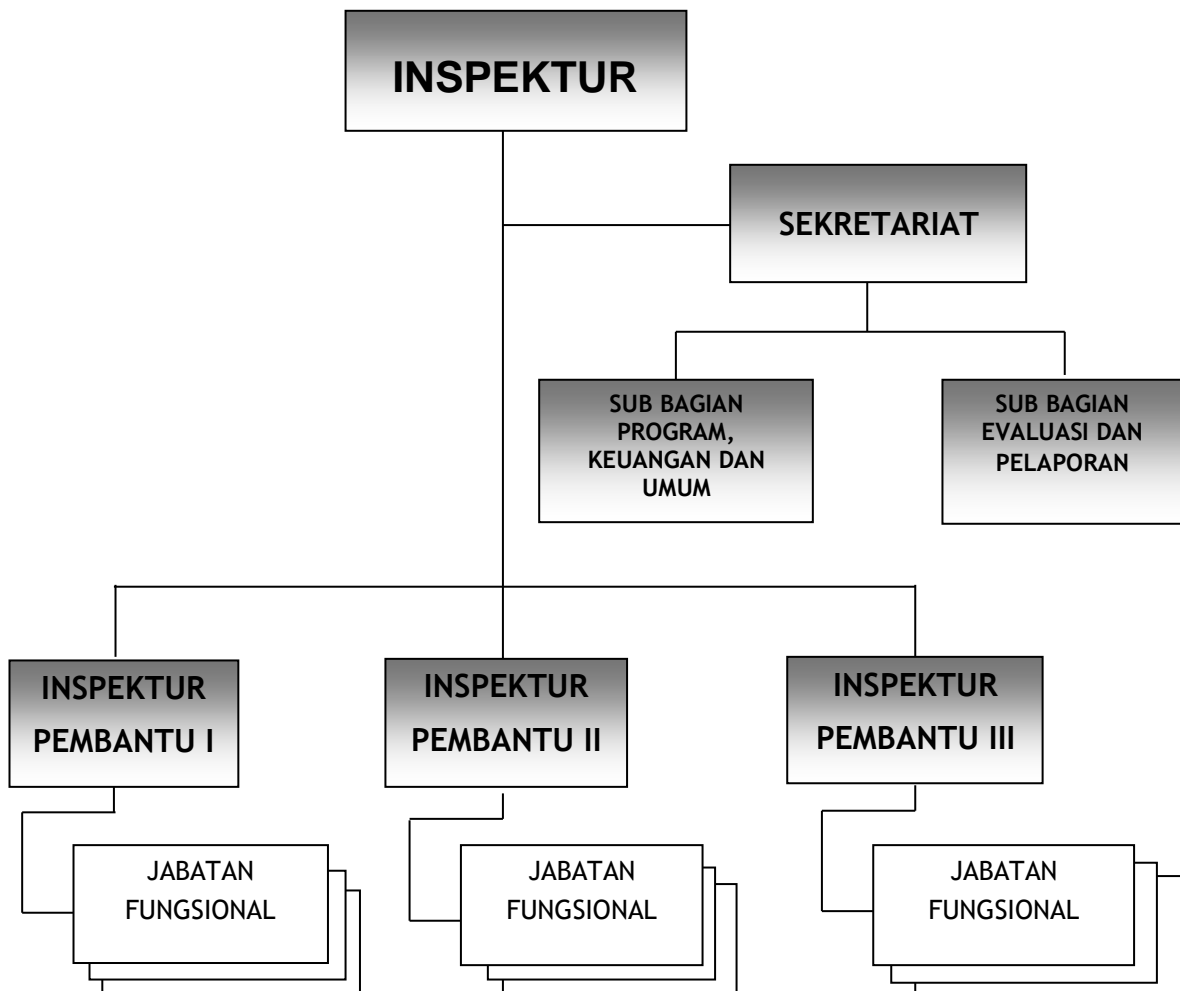 INSPEKTUR
SEKRETARIAT
SUB BAGIAN
PROGRAM,
KEUANGAN DAN
UMUM
SUB BAGIAN
EVALUASI DAN
PELAPORAN
INSPEKTUR
PEMBANTU I
INSPEKTUR
PEMBANTU II
INSPEKTUR
PEMBANTU III
JABATAN
FUNGSIONAL
JABATAN
FUNGSIONAL
JABATAN
FUNGSIONAL